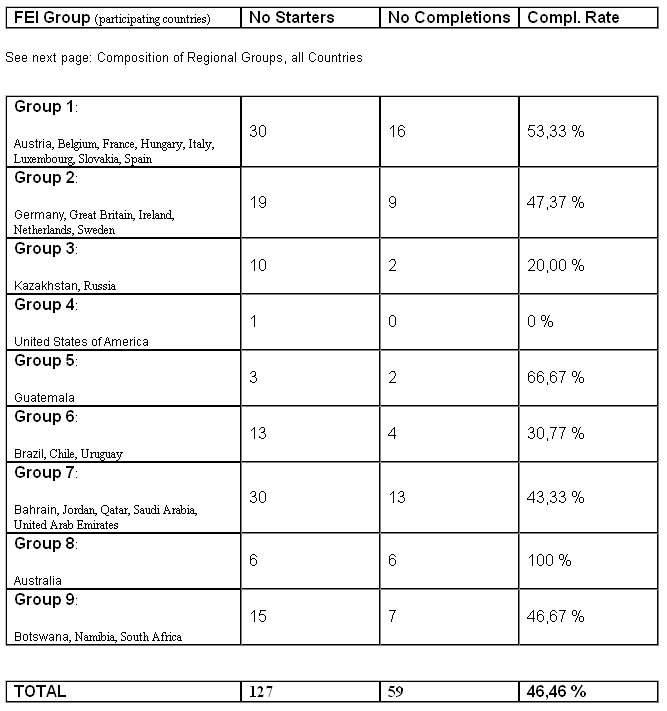 FEI Group (participating countries) No Starters No Completions Compl. Rate
See next page: Composition of Regional Groups, all Countries
Group 1:
Austria, Belgium, France, Hungary, Italy,
Luxembourg, Slovakia, Spain
30 16 53,33 %
Group 2:
Germany, Great Britain, Ireland,
Netherlands, Sweden
19 9 47,37 %
Group 3:
Kazakhstan, Russia
10 2 20,00 %
Group 4:
United States of America
1 0 0 %
Group 5:
Guatemala
3 2 66,67 %
Group 6:
Brazil, Chile, Uruguay
13 4 30,77 %
Group 7:
Bahrain, Jordan, Qatar, Saudi Arabia,
United Arab Emirates
30 13 43,33 %
Group 8:
Australia
6 6 100 %
Group 9:
Botswana, Namibia, South Africa
15 7 46,67 %
TOTAL 127 59 46,46 %